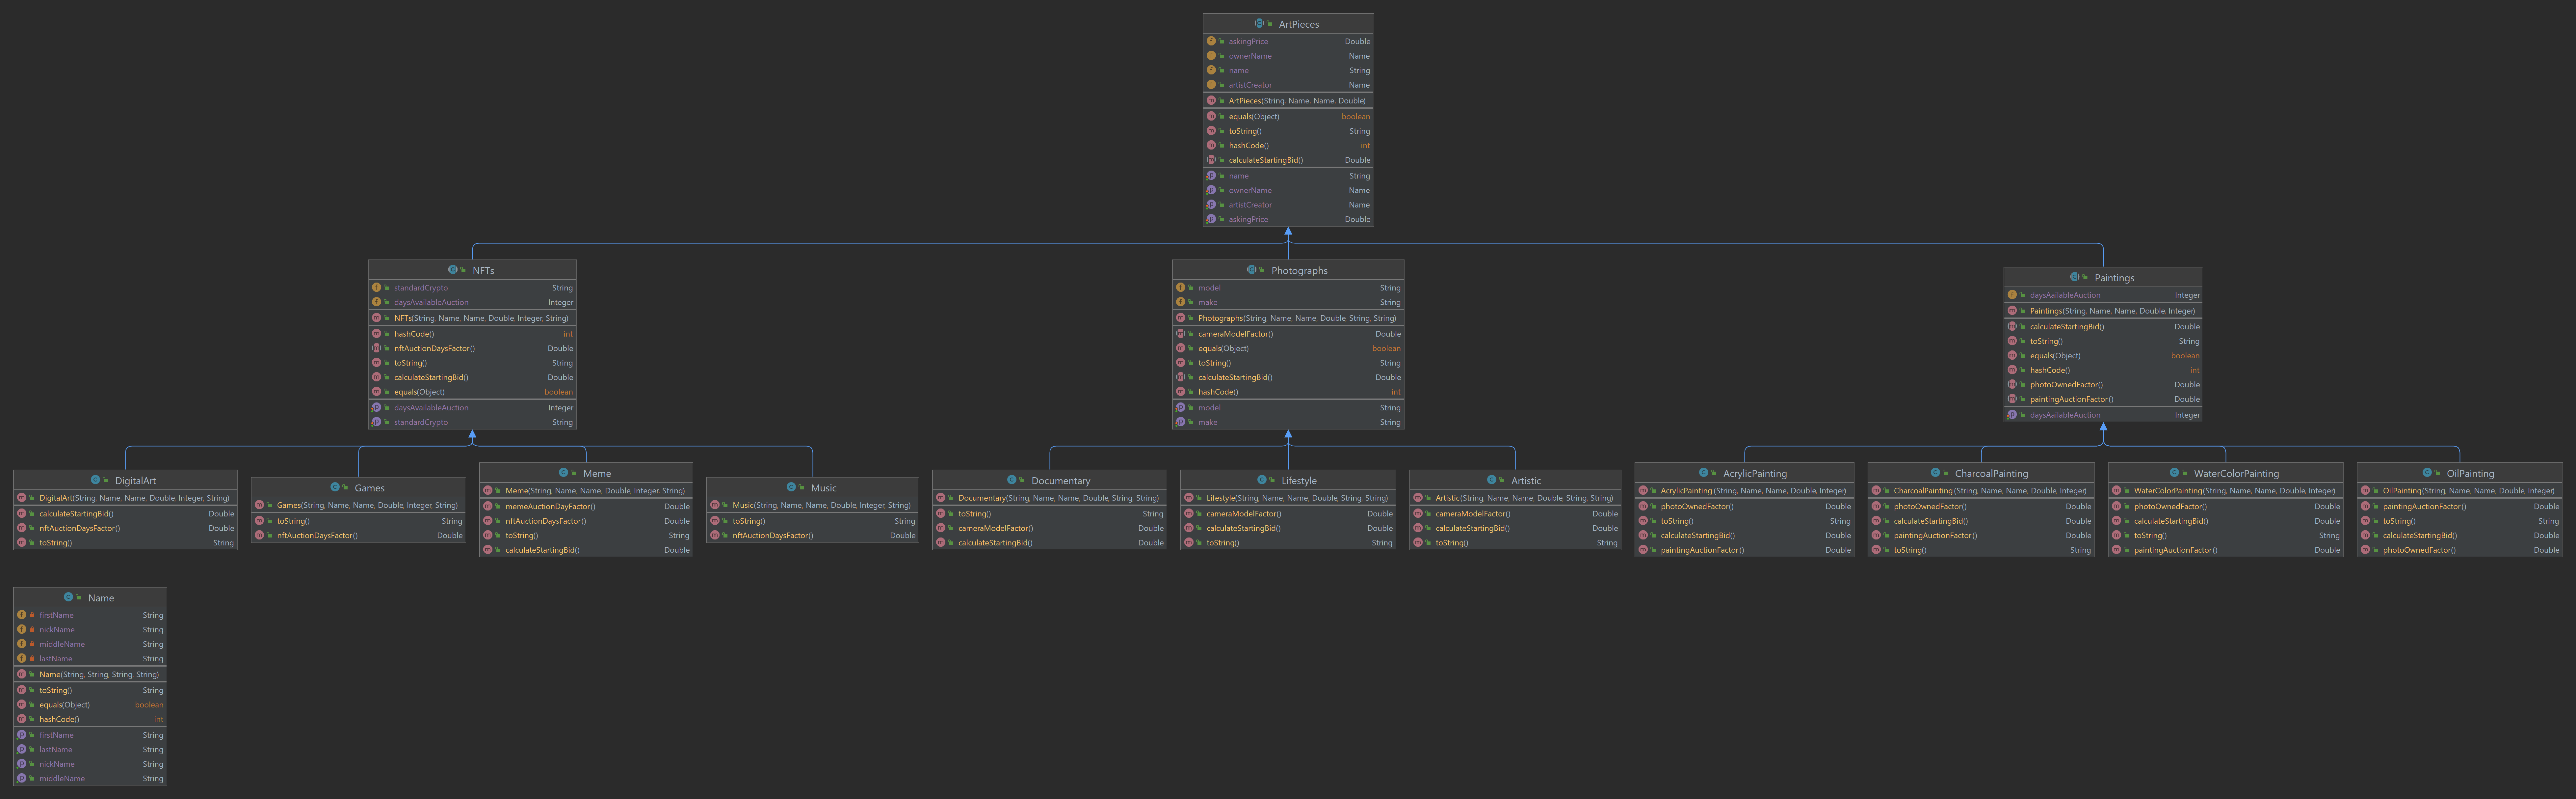 ArtPieces
askingPrice Double
ownerName Name
name String
artistCreator Name
ArtPieces(String, Name, Name, Double)
equals(Object) boolean
toString() String
hashCode() int
calculateStartingBid() Double
name String
ownerName Name
artistCreator Name
askingPrice Double
NFTs
standardCrypto String
daysAvailableAuction Integer
NFTs(String, Name, Name, Double, Integer, String)
hashCode() int
nftAuctionDaysFactor() Double
toString() String
calculateStartingBid() Double
equals(Object) boolean
daysAvailableAuction Integer
standardCrypto String
Photographs
model String
make String
Photographs(String, Name, Name, Double, String, String)
cameraModelFactor() Double
equals(Object) boolean
toString() String
calculateStartingBid() Double
hashCode() int
model String
make String
Paintings
daysAailableAuction Integer
Paintings(String, Name, Name, Double, Integer)
calculateStartingBid() Double
toString() String
equals(Object) boolean
hashCode() int
photoOwnedFactor() Double
paintingAuctionFactor() Double
daysAailableAuction Integer
DigitalArt
DigitalArt(String, Name, Name, Double, Integer, String)
calculateStartingBid() Double
nftAuctionDaysFactor() Double
toString() String
Games
Games(String, Name, Name, Double, Integer, String)
toString() String
nftAuctionDaysFactor() Double
Meme
Meme(String, Name, Name, Double, Integer, String)
memeAuctionDayFactor() Double
nftAuctionDaysFactor() Double
toString() String
calculateStartingBid() Double
Music
Music(String, Name, Name, Double, Integer, String)
toString() String
nftAuctionDaysFactor() Double
Documentary
Documentary(String, Name, Name, Double, String, String)
toString() String
cameraModelFactor() Double
calculateStartingBid() Double
Lifestyle
Lifestyle(String, Name, Name, Double, String, String)
cameraModelFactor() Double
calculateStartingBid() Double
toString() String
Artistic
Artistic(String, Name, Name, Double, String, String)
cameraModelFactor() Double
calculateStartingBid() Double
toString() String
AcrylicPainting
AcrylicPainting(String, Name, Name, Double, Integer)
photoOwnedFactor() Double
toString() String
calculateStartingBid() Double
paintingAuctionFactor() Double
CharcoalPainting
CharcoalPainting(String, Name, Name, Double, Integer)
photoOwnedFactor() Double
calculateStartingBid() Double
paintingAuctionFactor() Double
toString() String
WaterColorPainting
WaterColorPainting(String, Name, Name, Double, Integer)
photoOwnedFactor() Double
calculateStartingBid() Double
toString() String
paintingAuctionFactor() Double
OilPainting
OilPainting(String, Name, Name, Double, Integer)
paintingAuctionFactor() Double
toString() String
calculateStartingBid() Double
photoOwnedFactor() Double
Name
firstName String
nickName String
middleName String
lastName String
Name(String, String, String, String)
toString() String
equals(Object) boolean
hashCode() int
firstName String
lastName String
nickName String
middleName String